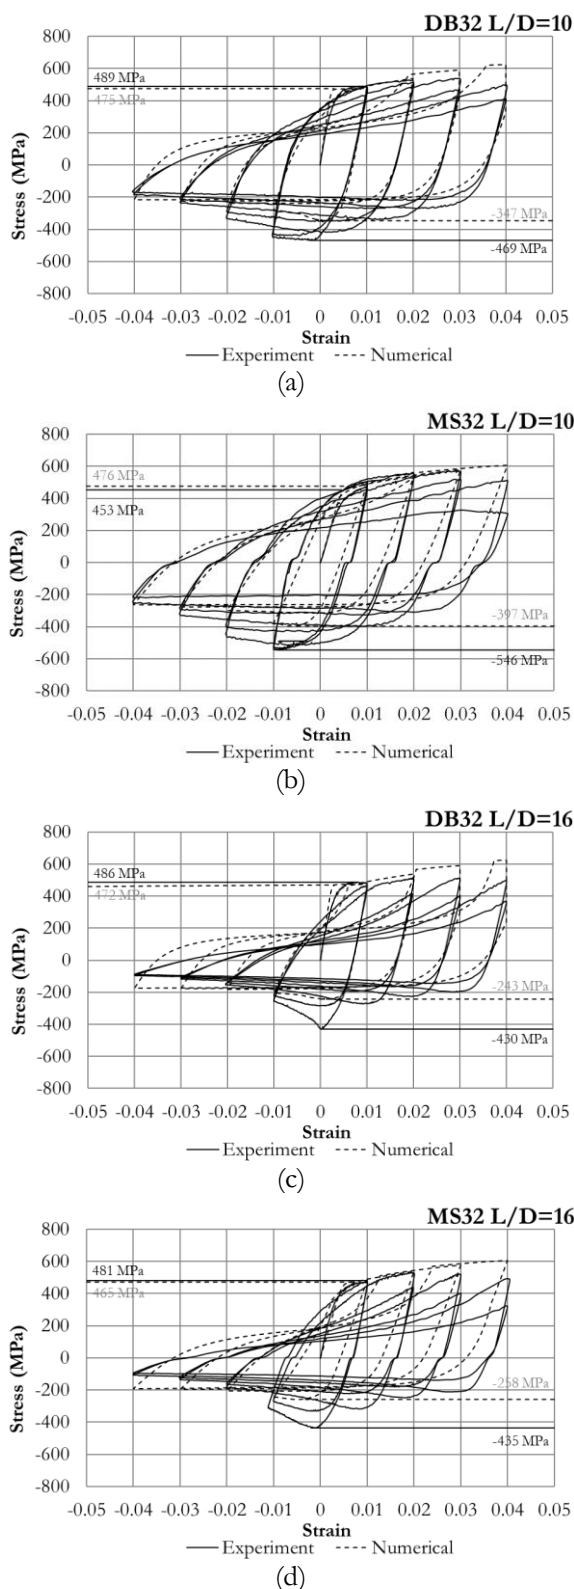 DB32 L/D=10
800
600
489 MPa
400
475 MPa
200
0
-200
-347 MPa
-400
-469 MPa
-600
-800
Stress (MPa)
-0.05 -0.04 -0.03 -0.02 -0.01 0 0.01 0.02 0.03 0.04 0.05
Strain
Experiment Numerical
(a)
MS32 L/D=10
800
600
476 MPa
400
453 MPa
200
0
-200
-397 MPa
-400
-546 MPa
-600
-800
Stress (MPa)
-0.05 -0.04 -0.03 -0.02 -0.01 0 0.01 0.02 0.03 0.04 0.05
Strain
Experiment Numerical
(b)
DB32 L/D=16
800
600
486 MPa
400
472 MPa
200
0
-200
-243 MPa
-400
-430 MPa
-600
-800
Stress (MPa)
-0.05 -0.04 -0.03 -0.02 -0.01 0 0.01 0.02 0.03 0.04 0.05
Strain
Experiment Numerical
(c)
MS32 L/D=16
800
600
481 MPa
400
465 MPa
200
0
-200
-258 MPa
-400
-435 MPa
-600
-800
Stress (MPa)
-0.05 -0.04 -0.03 -0.02 -0.01 0 0.01 0.02 0.03 0.04 0.05
Strain
Experiment Numerical
(d)